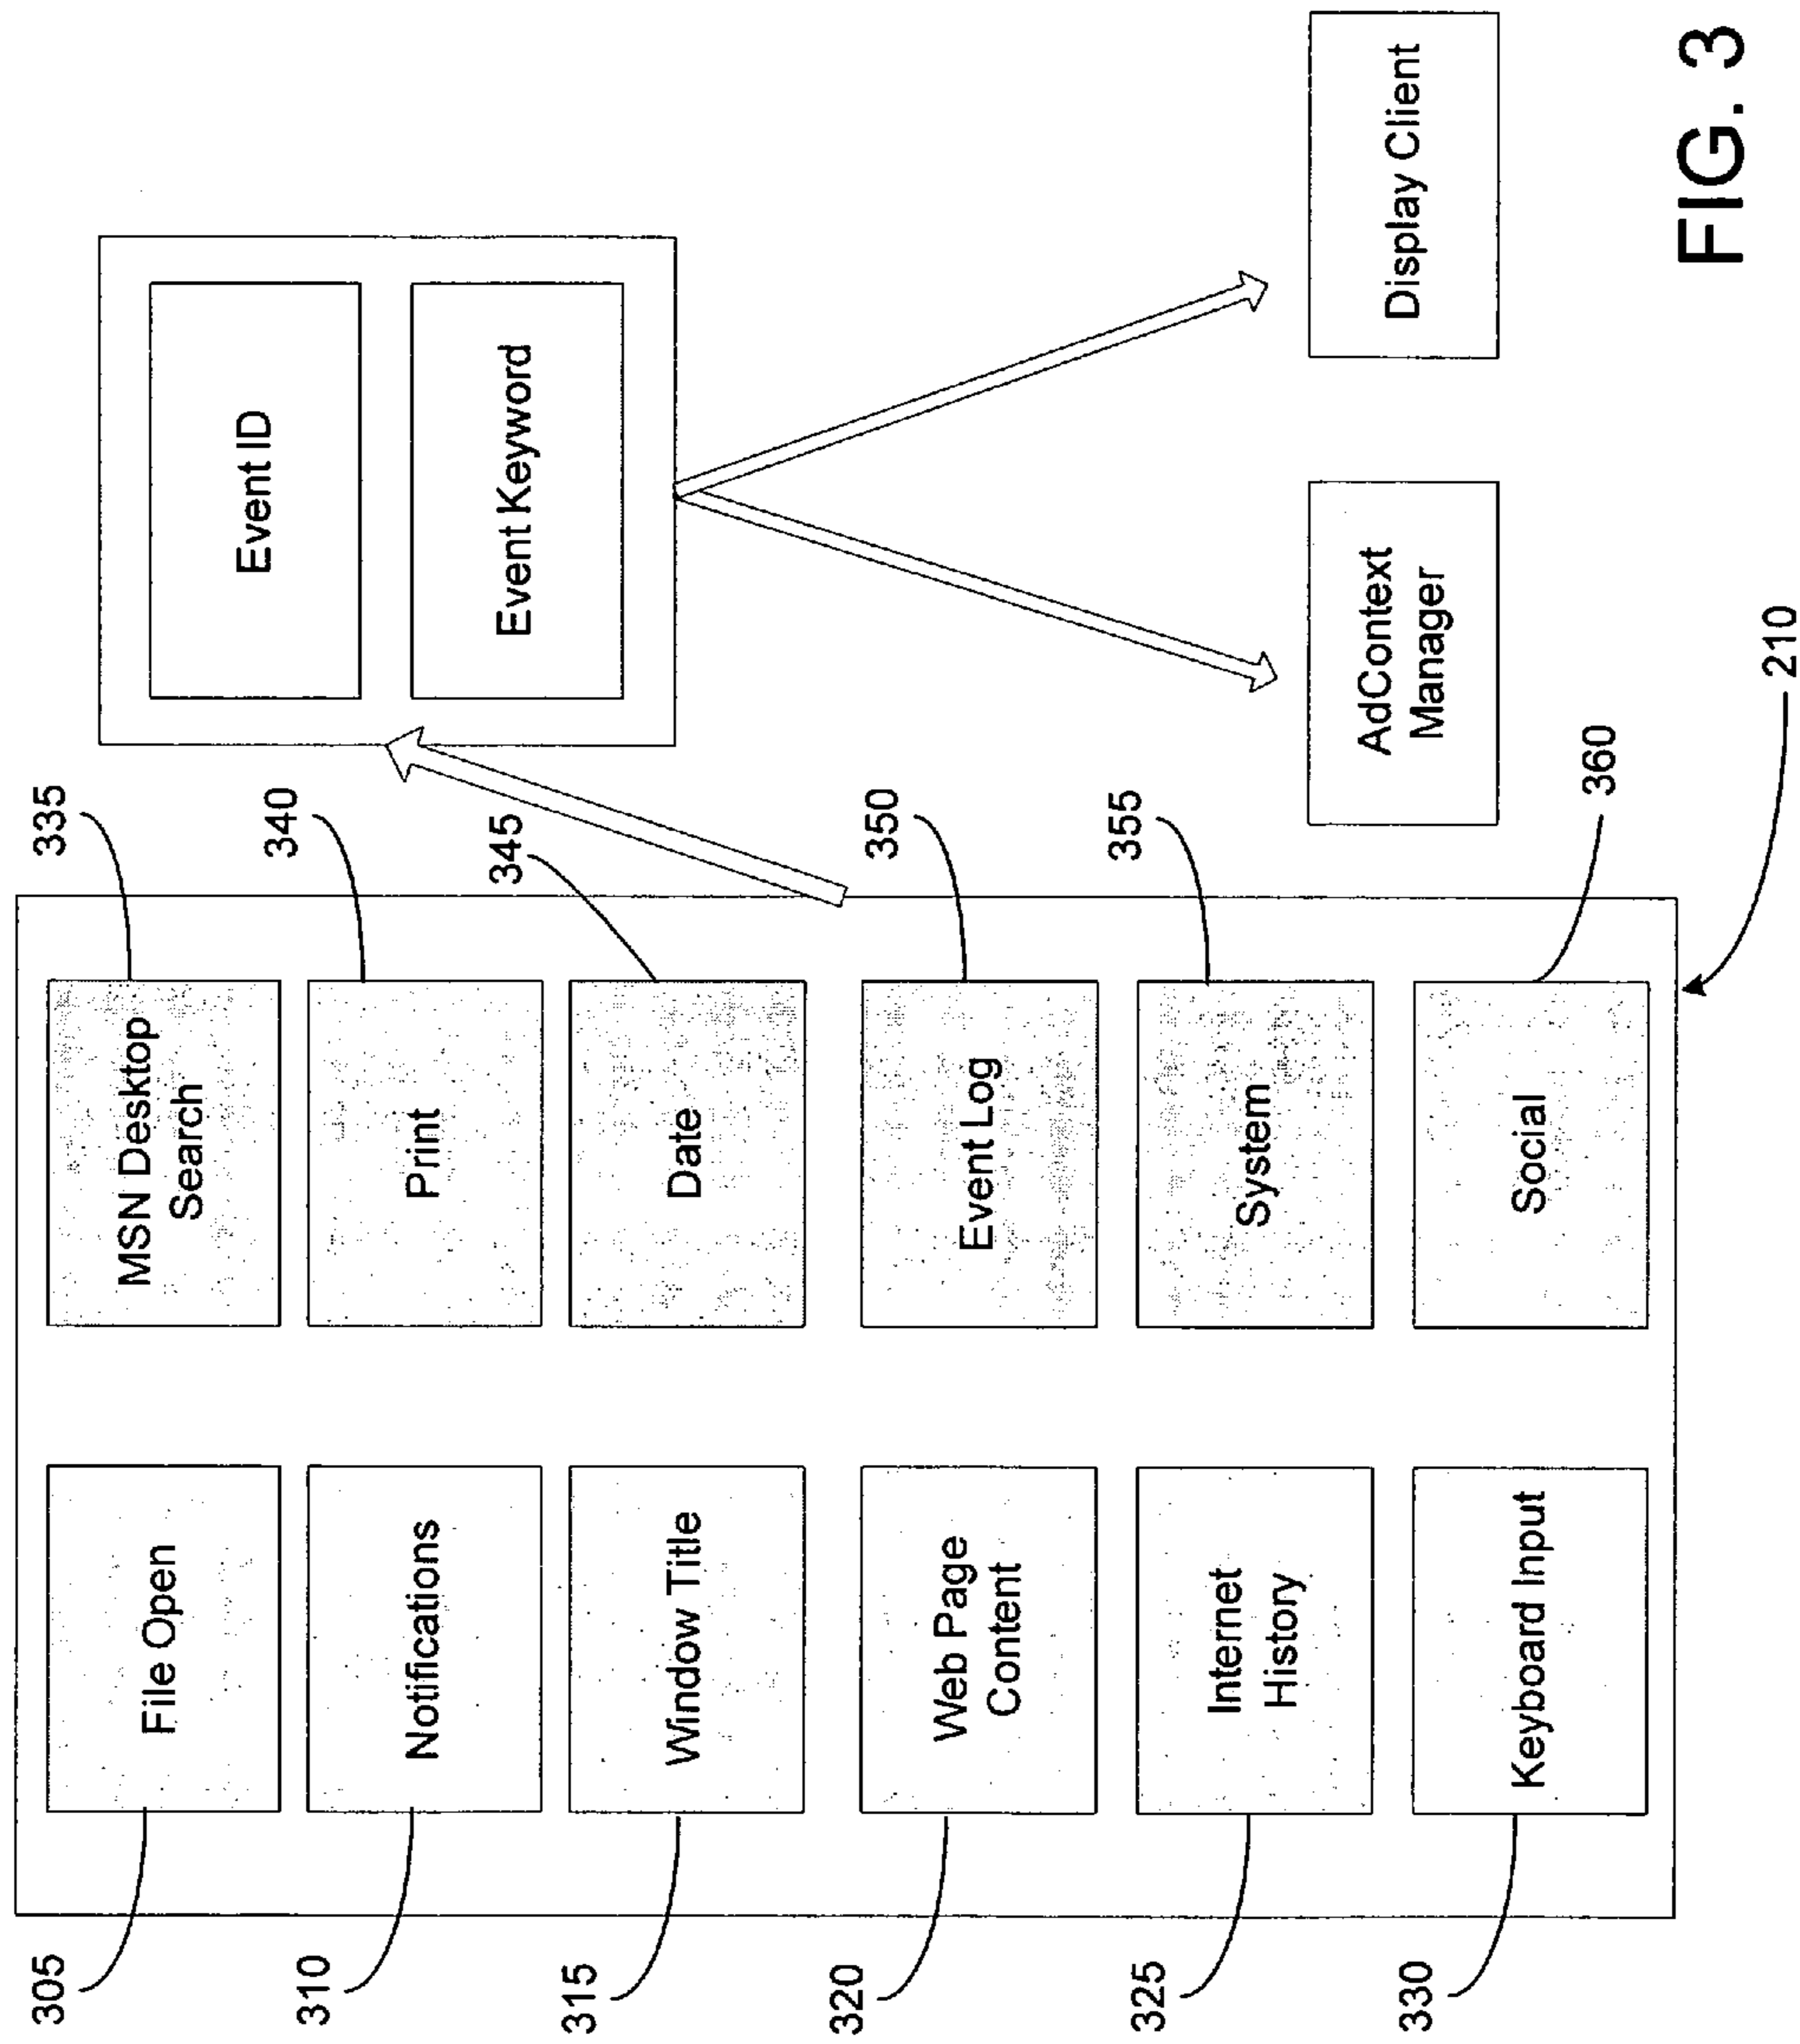 305
File Open
MSN Desktop
Search
335
310
Notifications
Print
340
315
Window Title
Date
345
320
Web Page
Content
Event Log
350
325
Internet
History
System
355
330
Keyboard Input
Social
360
210
Event ID
Event Keyword
AdContext
Manager
Display Client
FIG. 3